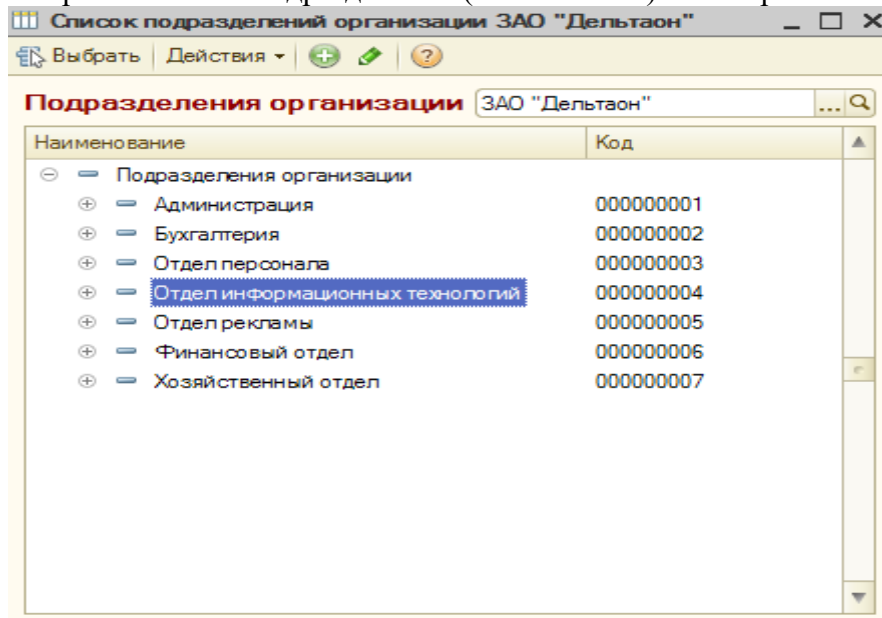 Список подразделений организации ЗАО "Дельтаон"
Выбрать Действия
Подразделения организации ЗАО "Дельтаон" ...
Наименование Код
Подразделения организации
Администрация 000000001
Бухгалтерия 000000002
Отдел персонала 000000003
Отдел информационных технологий 000000004
Отдел рекламы 000000005
Финансовый отдел 000000006
Хозяйственный отдел 000000007